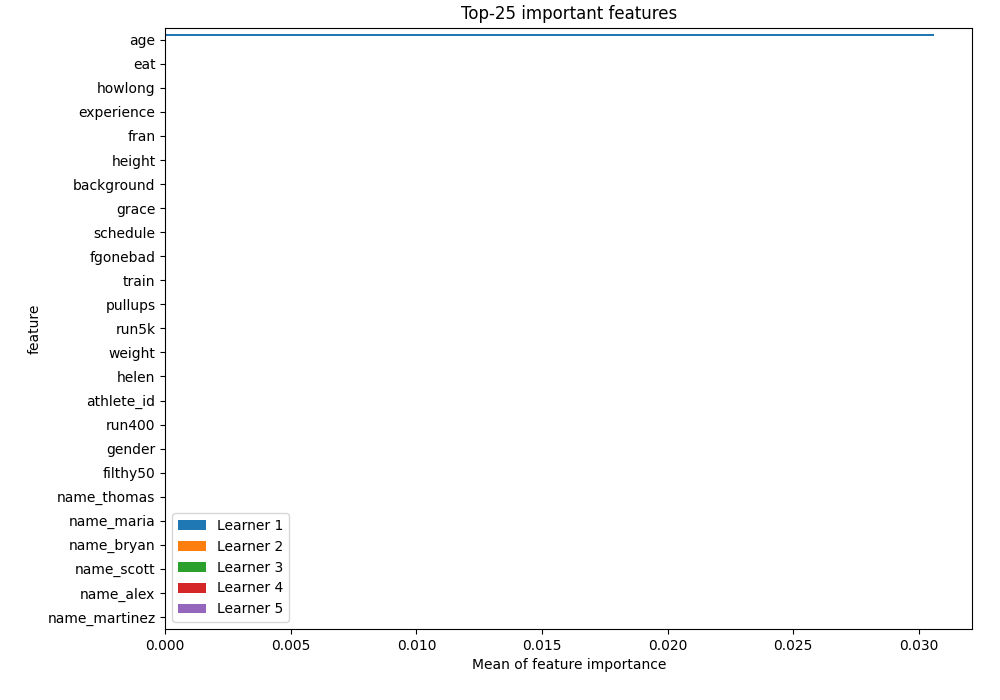 Top-25 important features
age
eat
howlong
experience
fran
height
background
grace
schedule
fgonebad
train
pullups
run5k
weight
helen
athlete_id
run400
gender
filthy50
name_thomas
name_maria
name_bryan
name_scott
name_alex
name_martinez
feature
Learner 1
Learner 2
Learner 3
Learner 4
Learner 5
0.000 0.005 0.010 0.015 0.020 0.025 0.030
Mean of feature importance